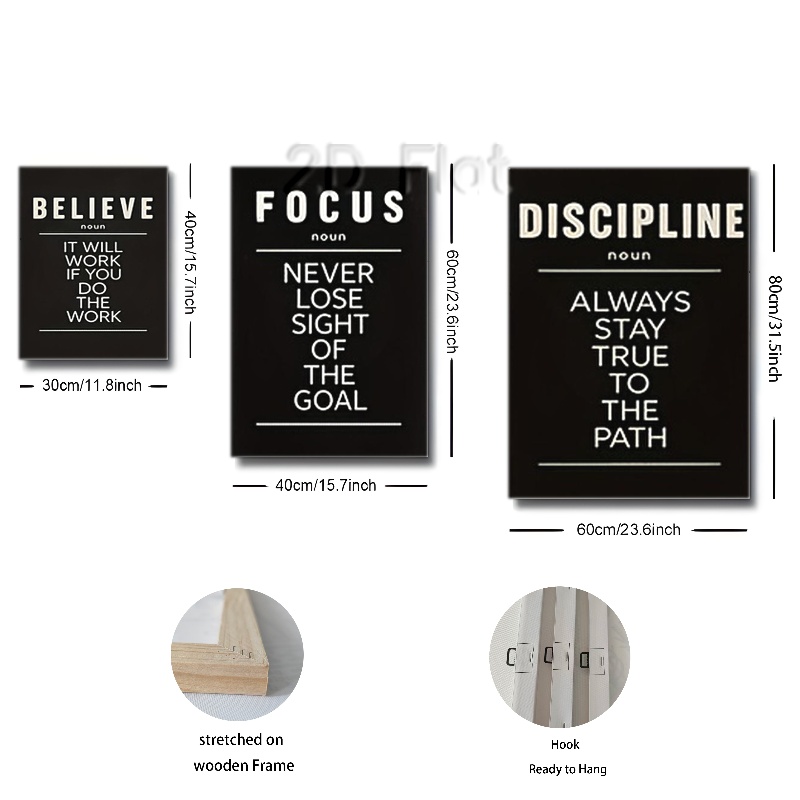 2D Flat
BELIEVE
noun
IT WILL
WORK
IF YOU
DO
THE
WORK
40cm/15.7inch
30cm/11.8inch
FOCUS
noun
NEVER
LOSE
SIGHT
OF
THE
GOAL
60cm/23.6inch
40cm/15.7inch
DISCIPLINE
noun
ALWAYS
STAY
TRUE
TO
THE
PATH
80cm/31.5inch
60cm/23.6inch
stretched on
wooden Frame
Hook
Ready to Hang